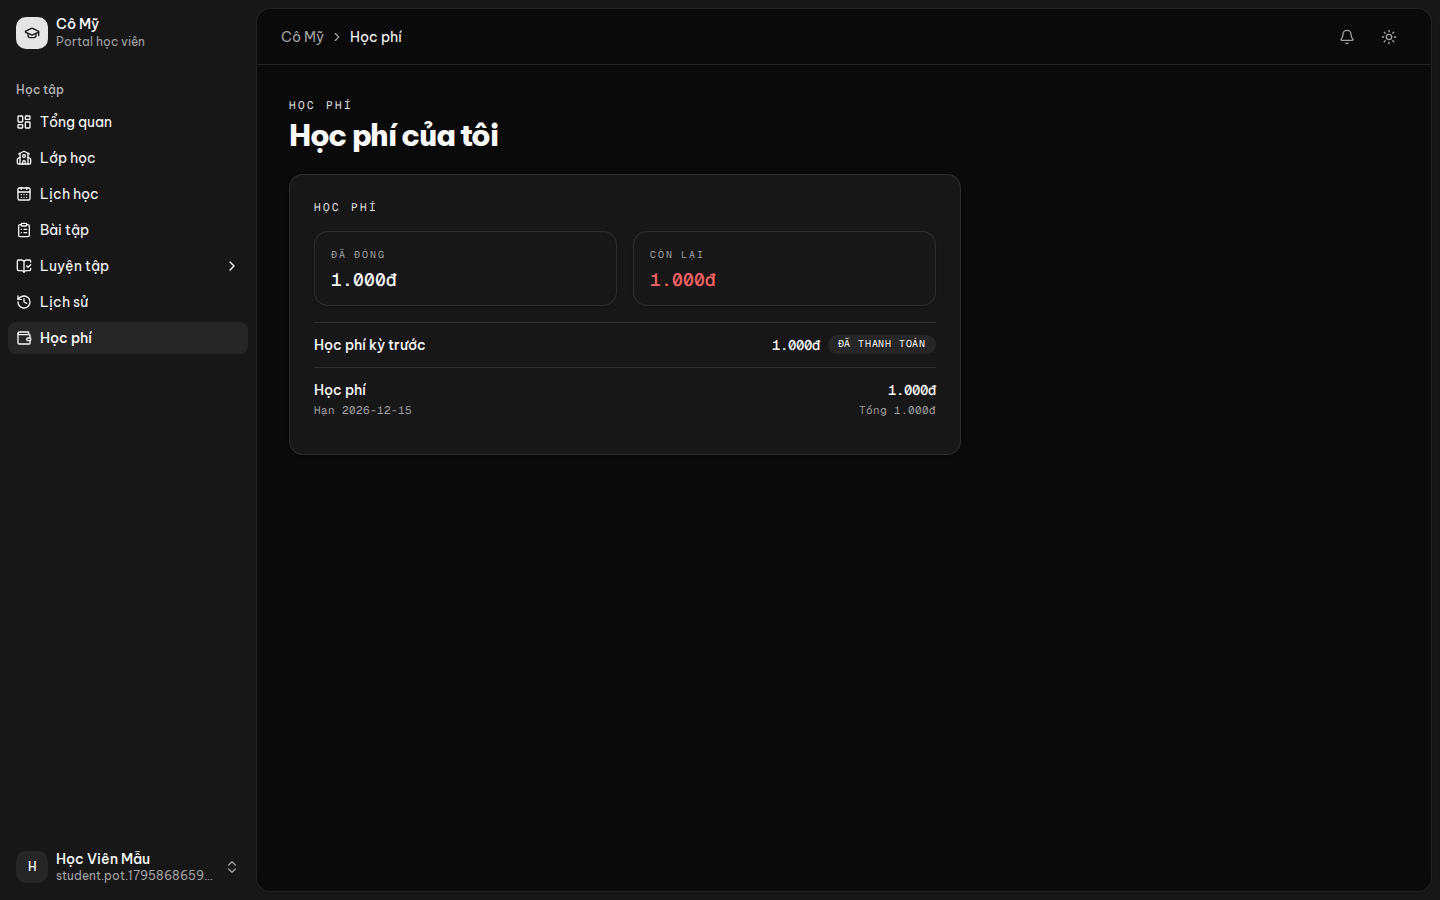 Cô Mỹ
Portal học viên
Học tập
Tổng quan
Lớp học
Lịch học
Bài tập
Luyện tập
Lịch sử
Học phí
Học Viên Mẫu
student.pot.1795868659...
Cô Mỹ > Học phí
HỌC PHÍ
Học phí của tôi
HỌC PHÍ
ĐÃ ĐÓNG
1.000đ
CÒN LẠI
1.000đ
Học phí kỳ trước 1.000đ ĐÃ THANH TOÁN
Học phí 1.000đ
Hạn 2026-12-15 Tổng 1.000đ
H